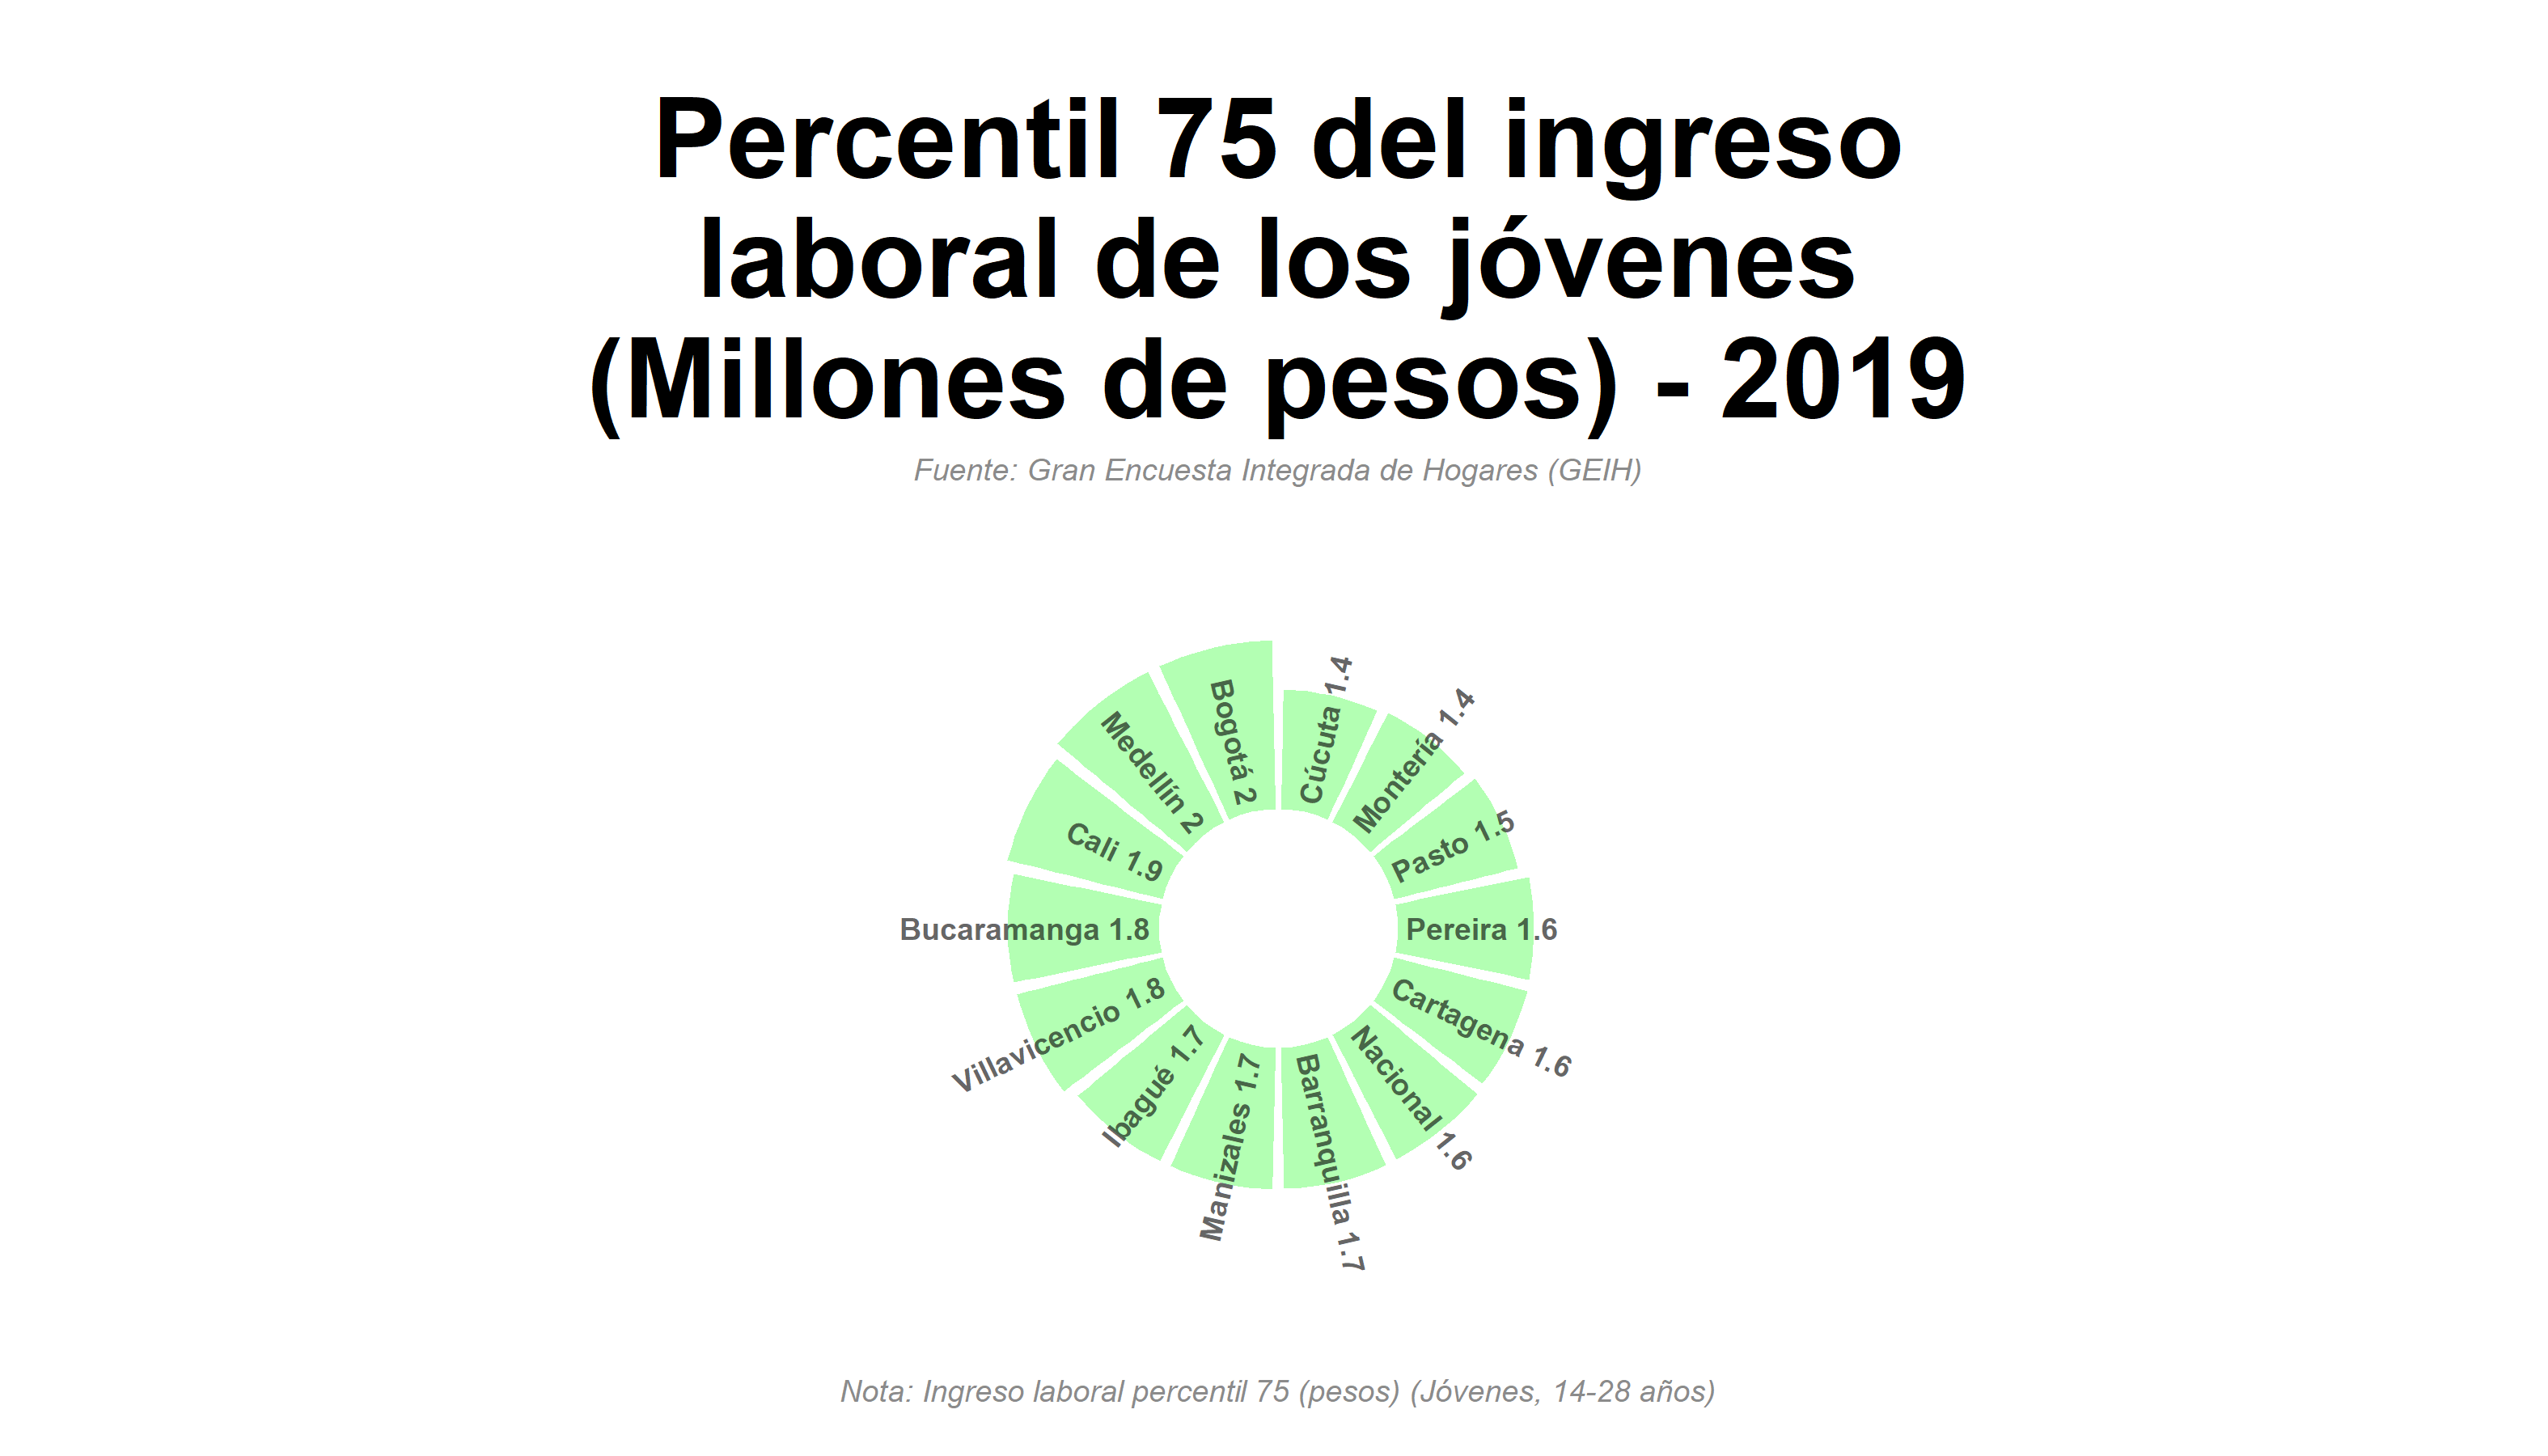 Percentil 75 del ingreso
laboral de los jóvenes
(Millones de pesos) - 2019
Fuente: Gran Encuesta Integrada de Hogares (GEIH)
Cúcuta 1.4
Montería 1.4
Pasto 1.5
Pereira 1.6
Cartagena 1.6
Nacional 1.6
Barranquilla 1.7
Manizales 1.7
Ibagué 1.7
Villavicencio 1.8
Bucaramanga 1.8
Cali 1.9
Medellín 2
Bogotá 2
Nota: Ingreso laboral percentil 75 (pesos) (Jóvenes, 14-28 años)